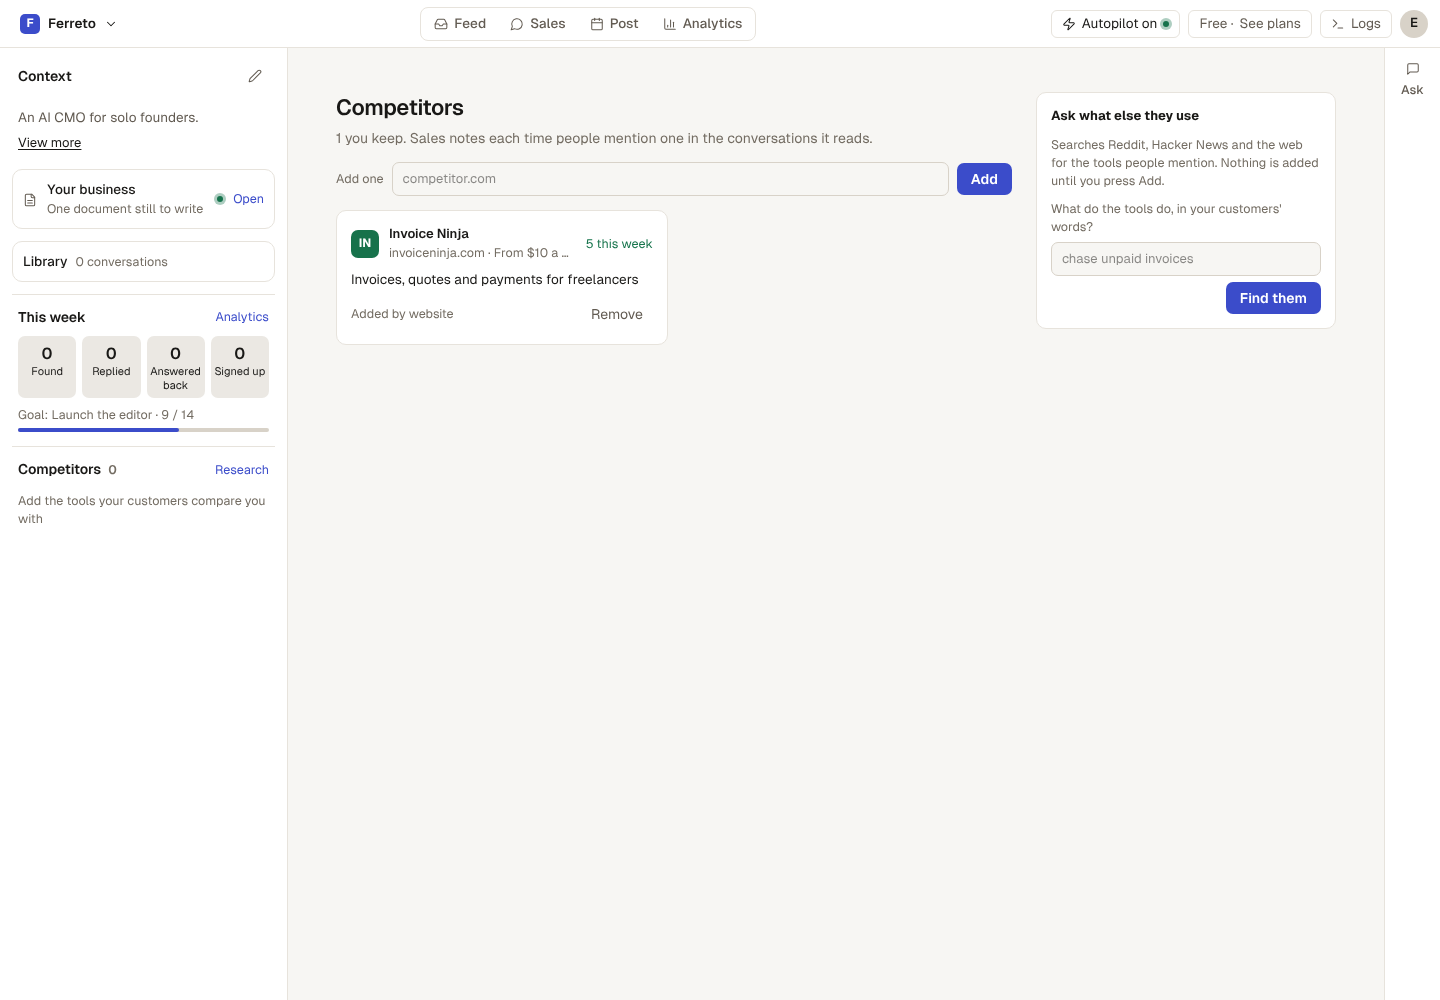 F Ferreto
Feed
Sales
Post
Analytics
Autopilot on
Free · See plans
Logs
E
Context
An AI CMO for solo founders.
View more
Your business
One document still to write
Open
Library 0 conversations
This week
Analytics
0 Found
0 Replied
0 Answered back
0 Signed up
Goal: Launch the editor · 9 / 14
Competitors 0
Research
Add the tools your customers compare you
with
Competitors
1 you keep. Sales notes each time people mention one in the conversations it reads.
Add one
competitor.com
Add
IN
Invoice Ninja
invoiceninja.com · From $10 a …
5 this week
Invoices, quotes and payments for freelancers
Added by website
Remove
Ask what else they use
Searches Reddit, Hacker News and the web
for the tools people mention. Nothing is added
until you press Add.
What do the tools do, in your customers'
words?
chase unpaid invoices
Find them
Ask